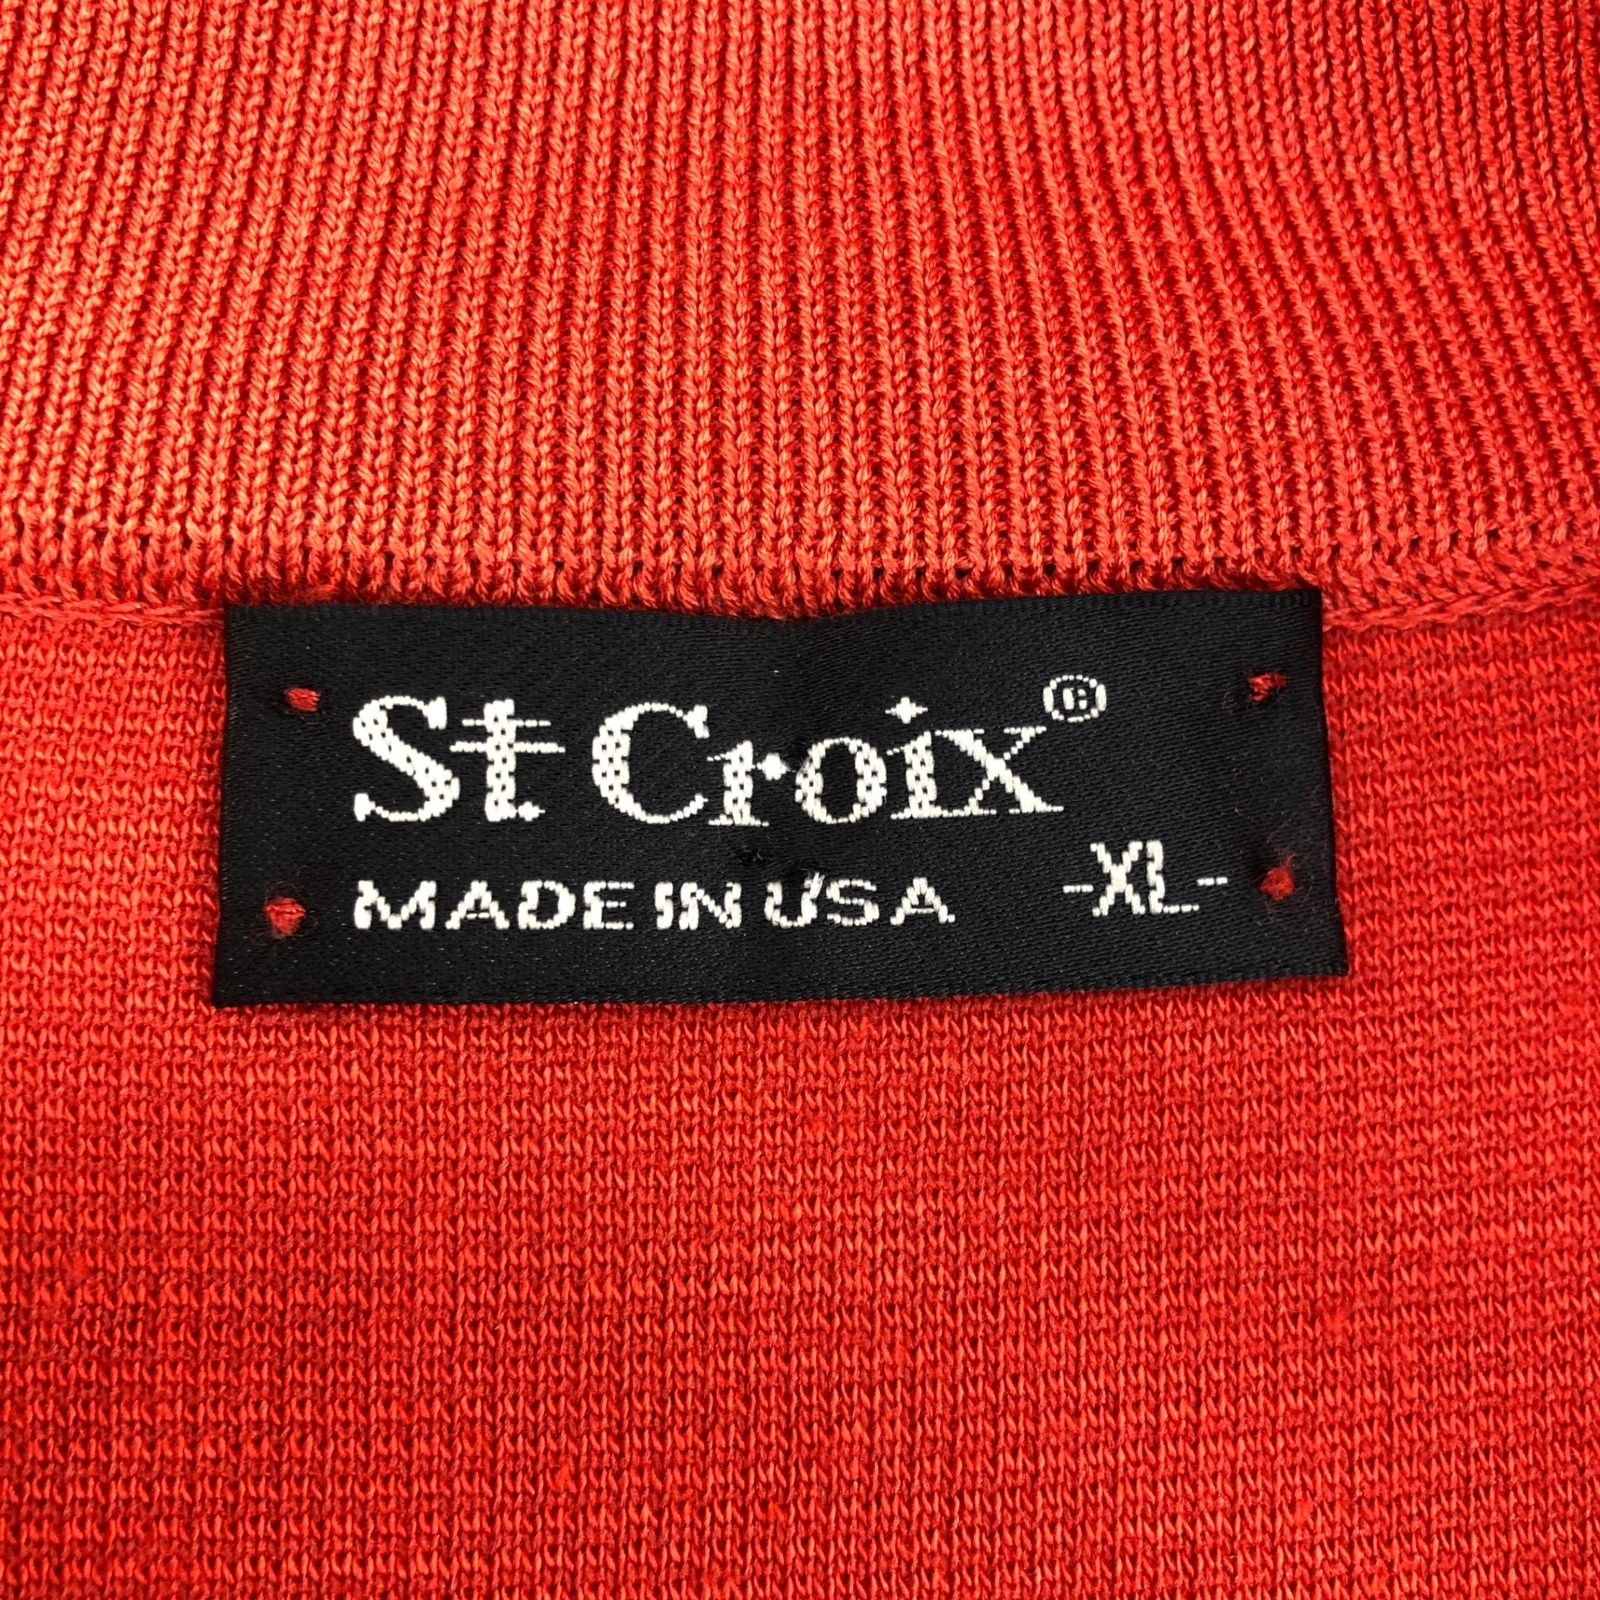 St. Croix®
MADE IN USA -XL-